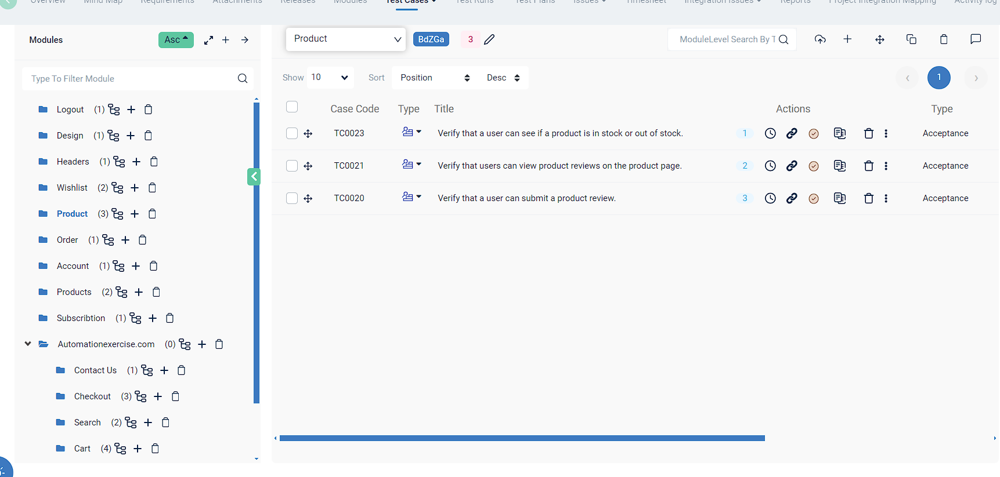 Overview Mind Map Requirements Attachments Releases Modules Test Cases Test Runs Test Plans Issues Timesheet Integration Issues Reports Project Integration Mapping Activity log
Modules Asc
Product BdZGa 3 ModuleLevel Search By T
Type To Filter Module
Show 10 Sort Position Desc 1
Case Code Type Title Actions Type
TC0023 Verify that a user can see if a product is in stock or out of stock. 1 Acceptance
TC0021 Verify that users can view product reviews on the product page. 2 Acceptance
TC0020 Verify that a user can submit a product review. 3 Acceptance
Logout (1)
Design (1)
Headers (1)
Wishlist (2)
Product (3)
Order (1)
Account (1)
Products (2)
Subscribtion (1)
Automationexercise.com (0)
Contact Us (1)
Checkout (3)
Search (2)
Cart (4)